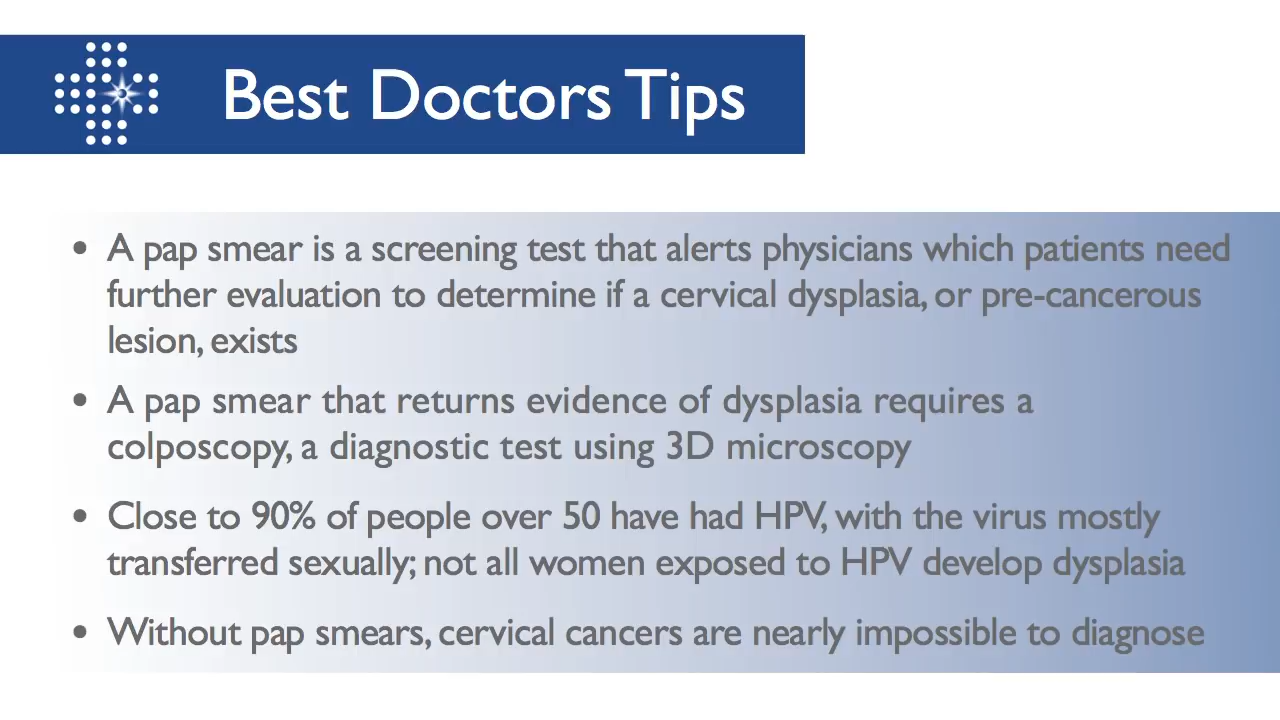 Best Doctors Tips
• A pap smear is a screening test that alerts physicians which patients need
further evaluation to determine if a cervical dysplasia, or pre-cancerous
lesion, exists
• A pap smear that returns evidence of dysplasia requires a
colposcopy, a diagnostic test using 3D microscopy
• Close to 90% of people over 50 have had HPV, with the virus mostly
transferred sexually; not all women exposed to HPV develop dysplasia
• Without pap smears, cervical cancers are nearly impossible to diagnose